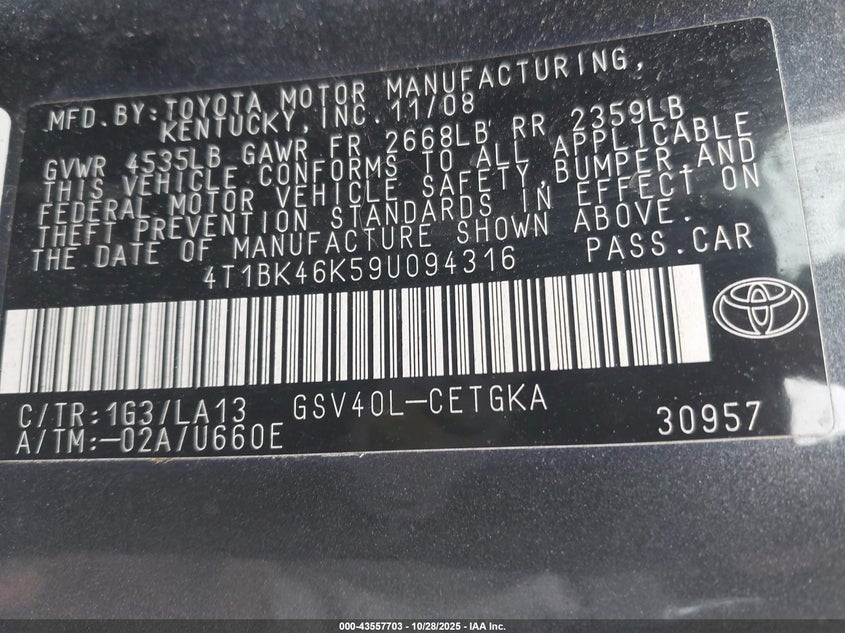 MFD. BY: TOYOTA MOTOR MANUFACTURING,
KENTUCKY, INC. 11/08
GVWR 4535LB GAWR FR 2668LB RR 2359LB
THIS VEHICLE CONFORMS TO ALL APPLICABLE
FEDERAL MOTOR VEHICLE SAFETY, BUMPER, AND
THEFT PREVENTION STANDARDS IN EFFECT ON
THE DATE OF MANUFACTURE SHOWN ABOVE.
4T1BK46K59U094316 PASS. CAR
C/TR: 1G3/LA13 GSV40L-CETGKA
A/TM: -02A/U660E 30957
000-43557703 - 10/28/2025 - IAA Inc.